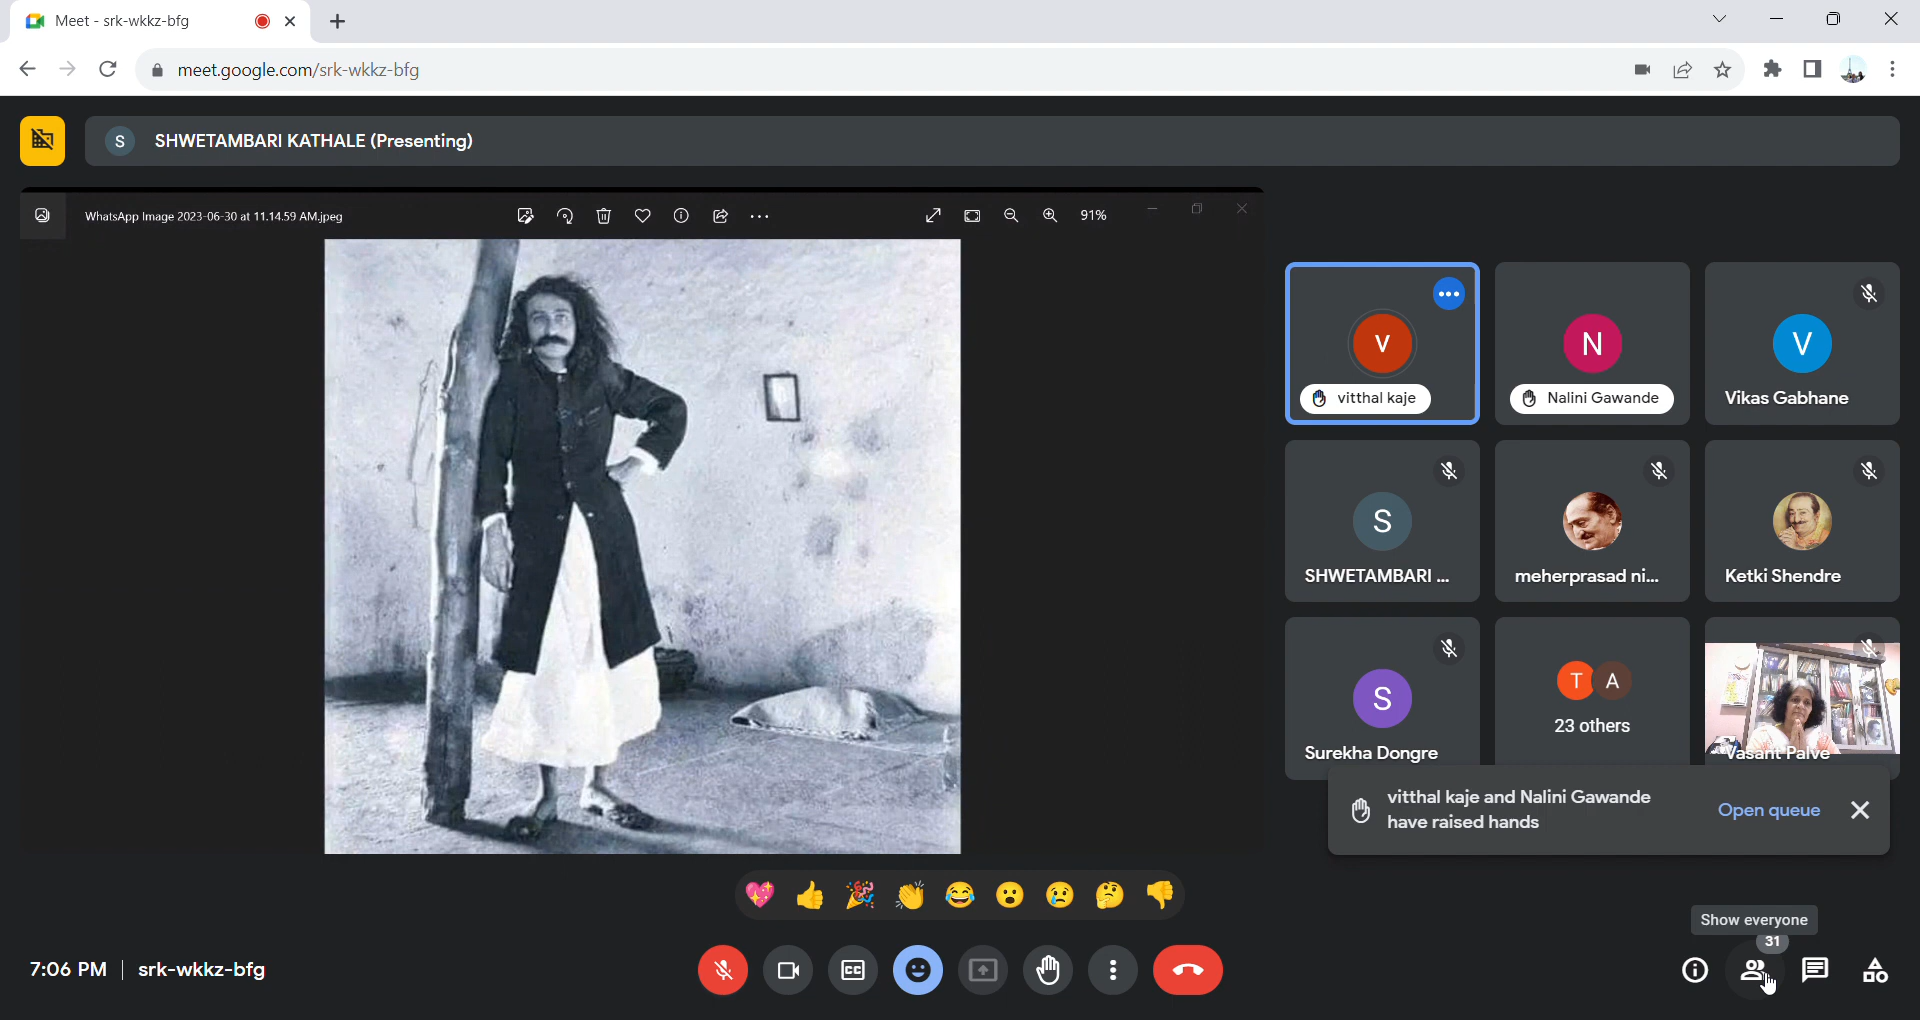 Meet - srk-wkkz-bfg
meet.google.com/srk-wkkz-bfg
S SHWETAMBARI KATHALE (Presenting)
WhatsApp Image 2023-06-30 at 11.14.59 AM.jpeg
91%
V
vitthal kaje
N
Nalini Gawande
V
Vikas Gabhane
S
SHWETAMBARI ...
meherprasad ni...
Ketki Shendre
S
Surekha Dongre
T A
23 others
Vasant Palve
vitthal kaje and Nalini Gawande
have raised hands
Open queue
Show everyone
31
7:06 PM | srk-wkkz-bfg
CC